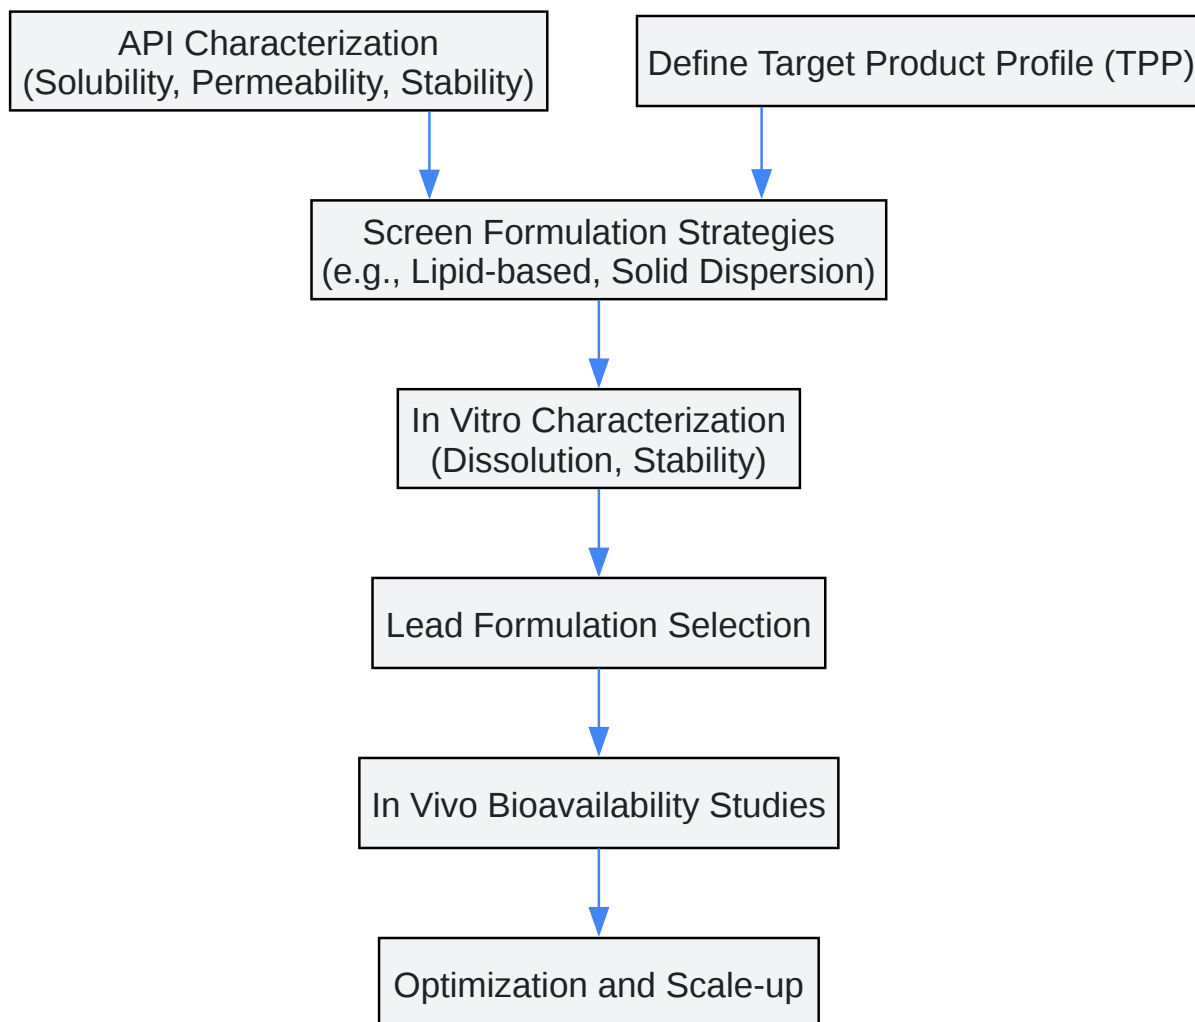 API Characterization
(Solubility, Permeability, Stability)
Define Target Product Profile (TPP)
Screen Formulation Strategies
(e.g., Lipid-based, Solid Dispersion)
In Vitro Characterization
(Dissolution, Stability)
Lead Formulation Selection
In Vivo Bioavailability Studies
Optimization and Scale-up